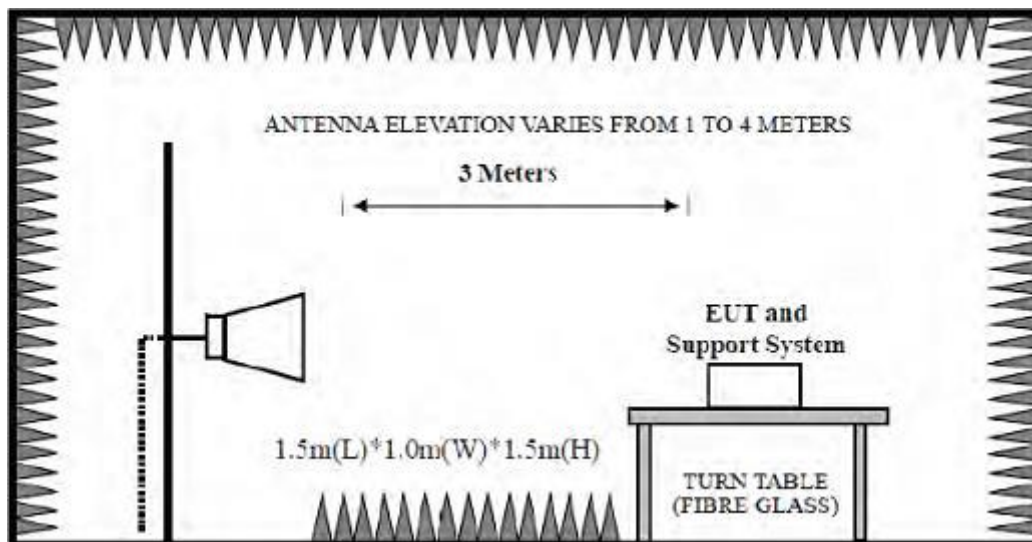 ANTENNA ELEVATION VARIES FROM 1 TO 4 METERS
3 Meters
EUT and
Support System
1.5m(L)*1.0m(W)*1.5m(H)
TURN TABLE
(FIBRE GLASS)